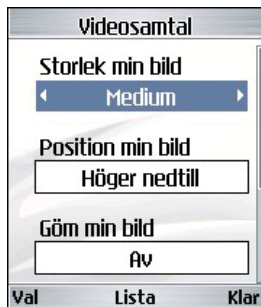 Videosamtal
Storlek min bild
Medium
Position min bild
Höger nedtill
Göm min bild
Av
Val Lista Klar